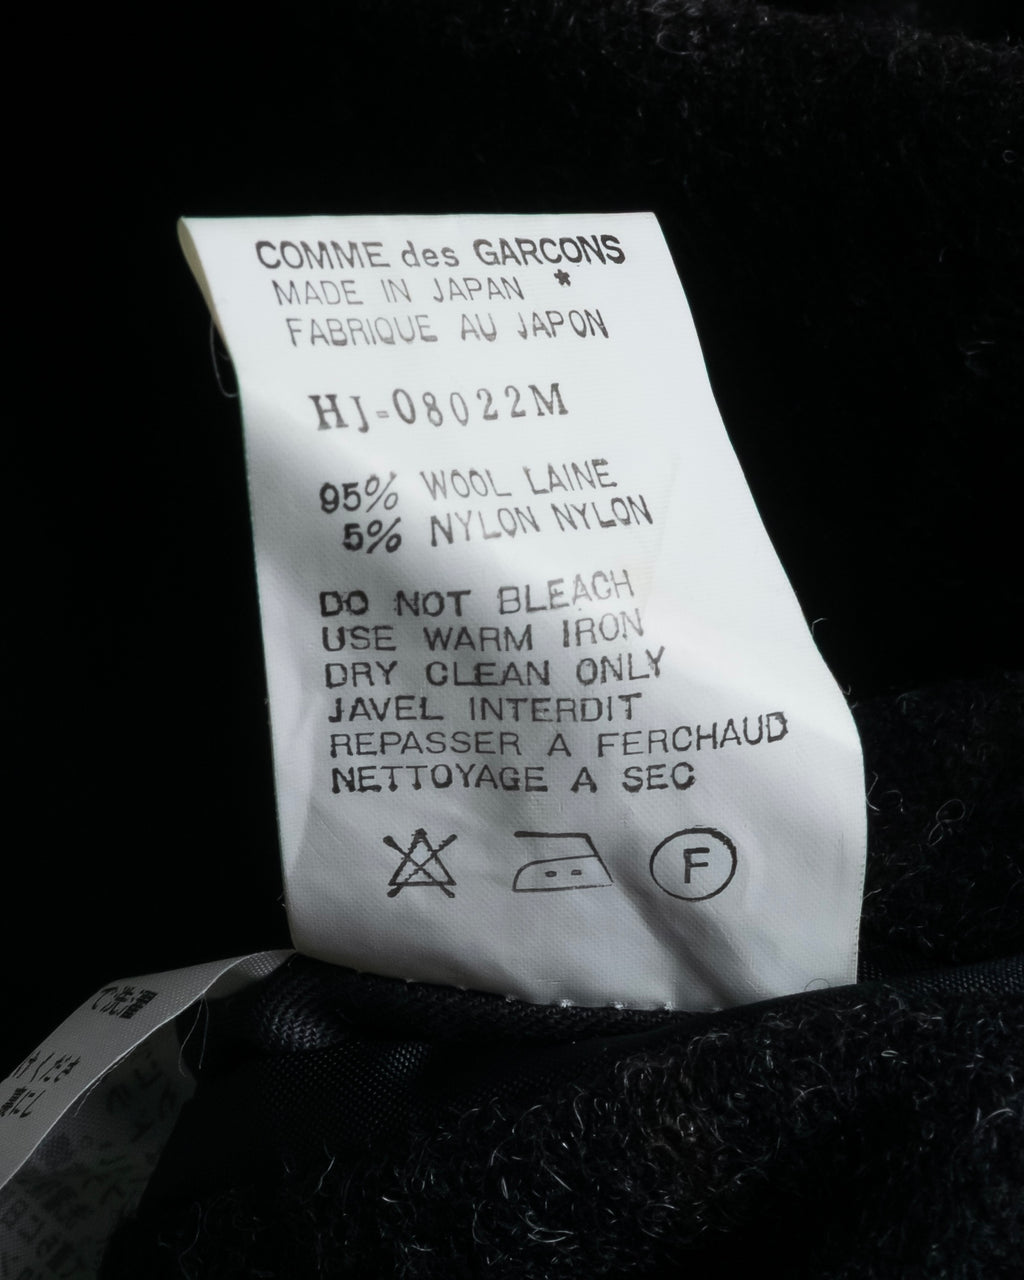 COMME des GARCONS
*
MADE IN JAPAN
FABRIQUE AU JAPON
HJ-08022M
95% WOOL LAINE
5% NYLON NYLON
DO NOT BLEACH
USE WARM IRON
DRY CLEAN ONLY
JAVEL INTERDIT
REPASSER A FERCHAUD
NETTOYAGE A SEC
F